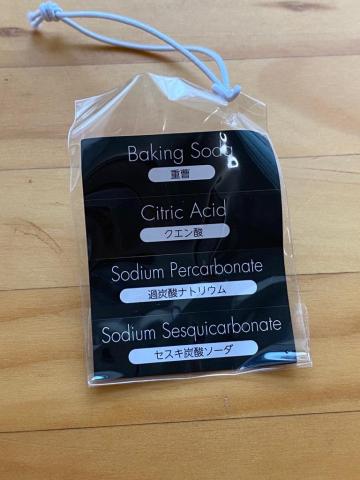 Baking Soda
重曹
Citric Acid
クエン酸
Sodium Percarbonate
過炭酸ナトリウム
Sodium Sesquicarbonate
セスキ炭酸ソーダ